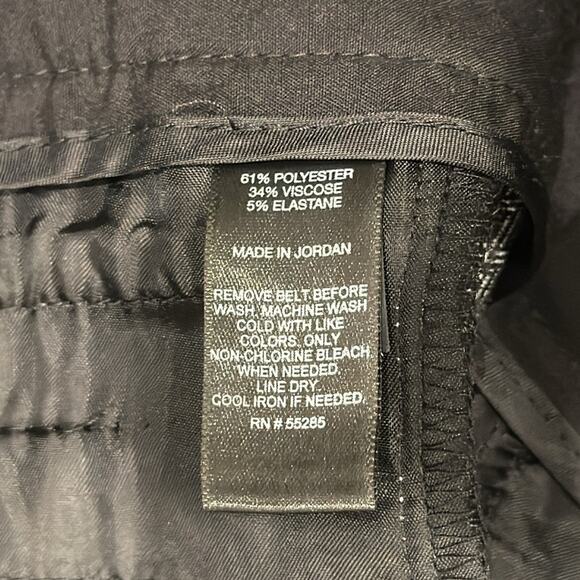 61% POLYESTER
34% VISCOSE
5% ELASTANE
MADE IN JORDAN
REMOVE BELT BEFORE
WASH. MACHINE WASH
COLD WITH LIKE
COLORS. ONLY
NON-CHLORINE BLEACH
WHEN NEEDED.
LINE DRY.
COOL IRON IF NEEDED.
RN # 55285